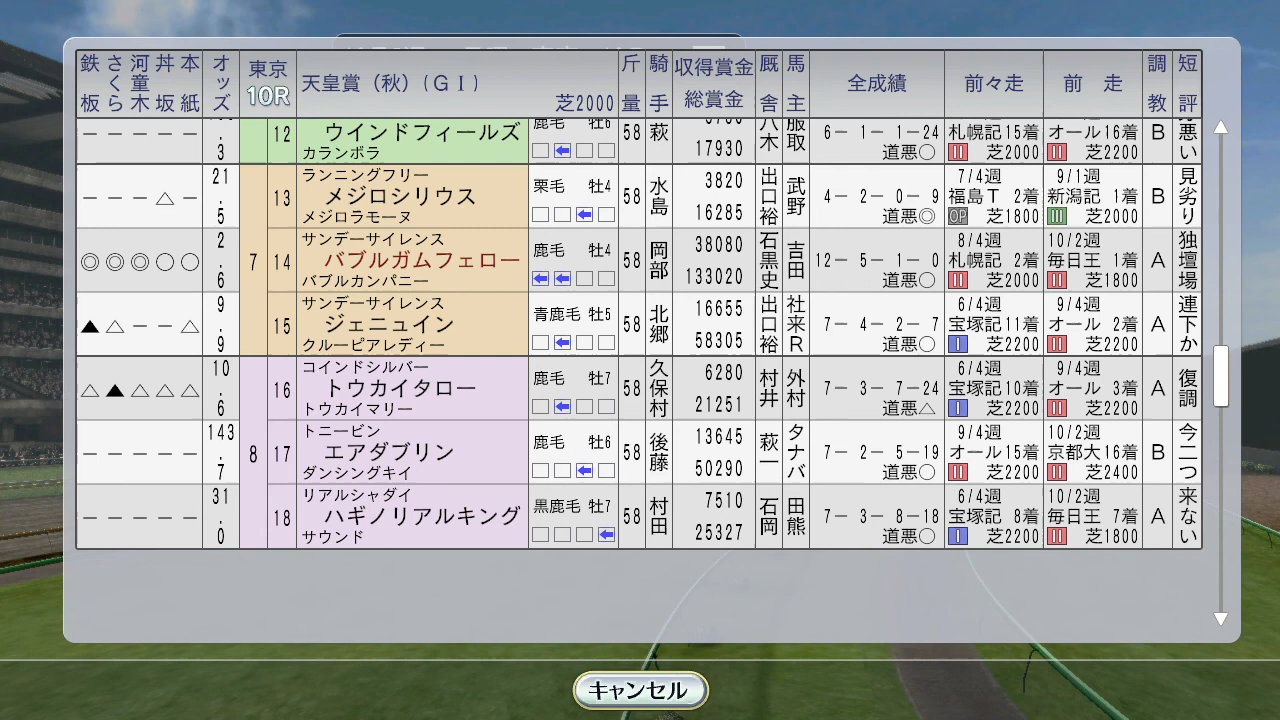 鉄板 さくら 河童木 丼坂 本紙 オッズ 東京10R 天皇賞（秋）（ＧⅠ） 芝2000 斤量 騎手 収得賞金 総賞金 厩舎 馬主 全成績 前々走 前 走 調教 短評
－ － － － － .3 12 ウインドフィールズ カランボラ 鹿毛 牡6 58 萩 17930 八木 服取 6－ 1－ 1－24 道悪○ 札幌記15着 II 芝2000 オール16着 II 芝2200 B 悪い
－ － － △ － 21.5 13 ランニングフリー メジロシリウス メジロラモーヌ 栗毛 牡4 58 水島 3820 16285 出口裕 武野 4－ 2－ 0－ 9 道悪◎ 7/4週 福島Ｔ 2着 OP 芝1800 9/1週 新潟記 1着 III 芝2000 B 見劣り
◎ ◎ ◎ ○ ○ 2.6 7 14 サンデーサイレンス バブルガムフェロー バブルカンパニー 鹿毛 牡4 58 岡部 38080 133020 石黒史 吉田 12－ 5－ 1－ 0 道悪○ 8/4週 札幌記 2着 II 芝2000 10/2週 毎日王 1着 II 芝1800 A 独壇場
▲ △ － － △ 9.9 15 サンデーサイレンス ジェニュイン クルーピアレディー 青鹿毛 牡5 58 北郷 16655 58305 出口裕 社来Ｒ 7－ 4－ 2－ 7 道悪○ 6/4週 宝塚記11着 I 芝2200 9/4週 オール 2着 II 芝2200 A 連下か
△ ▲ △ △ △ 10.6 16 コインドシルバー トウカイタロー トウカイマリー 鹿毛 牡7 58 久保村 6280 21251 村井 外村 7－ 3－ 7－24 道悪△ 6/4週 宝塚記10着 I 芝2200 9/4週 オール 3着 II 芝2200 A 復調
－ － － － － 143.7 8 17 トニービン エアダブリン ダンシングキイ 鹿毛 牡6 58 後藤 13645 50290 萩一 タナバ 7－ 2－ 5－19 道悪○ 9/4週 オール15着 II 芝2200 10/2週 京都大16着 II 芝2400 B 今二つ
－ － － － － 31.0 18 リアルシャダイ ハギノリアルキング サウンド 黒鹿毛 牡7 58 村田 7510 25327 石岡 田熊 7－ 3－ 8－18 道悪○ 6/4週 宝塚記 8着 I 芝2200 10/2週 毎日王 7着 II 芝1800 A 来ない
キャンセル